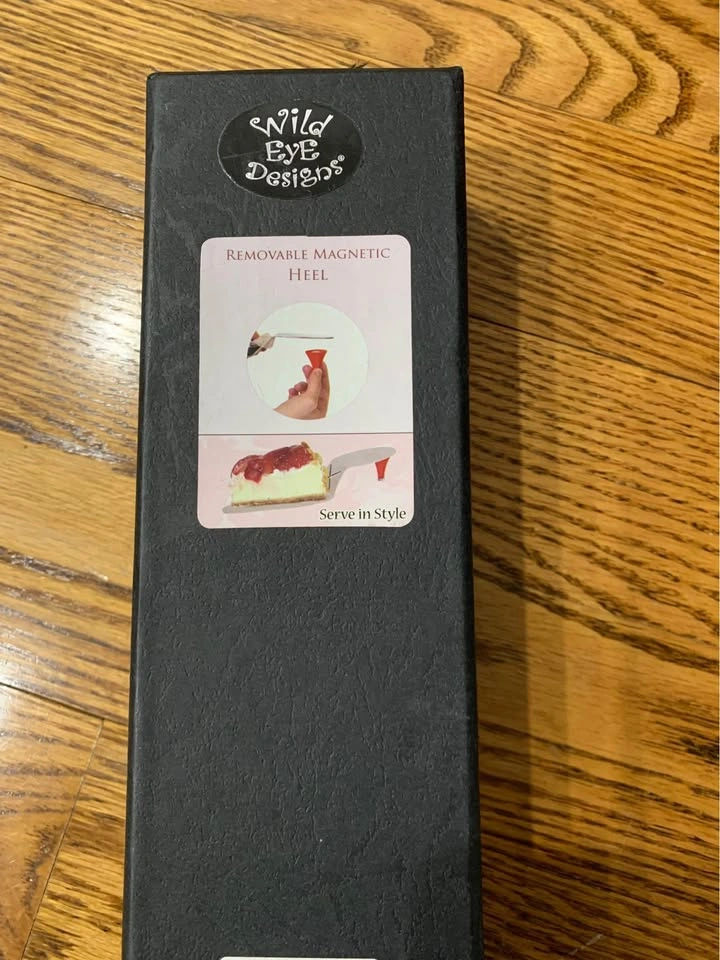 Wild
EyE
Designs®
REMOVABLE MAGNETIC
HEEL
Serve in Style